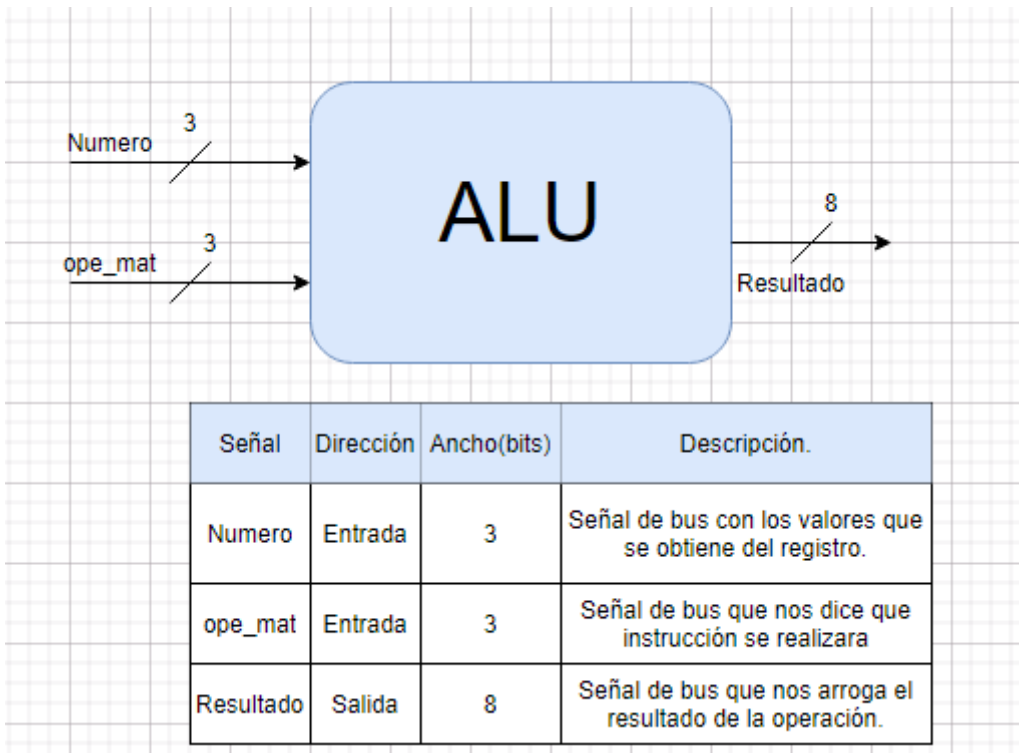 3
Numero
3
ope_mat
ALU
8
Resultado
Señal Dirección Ancho(bits) Descripción.
Numero Entrada 3 Señal de bus con los valores que
se obtiene del registro.
ope_mat Entrada 3 Señal de bus que nos dice que
instrucción se realizara
Resultado Salida 8 Señal de bus que nos arroga el
resultado de la operación.